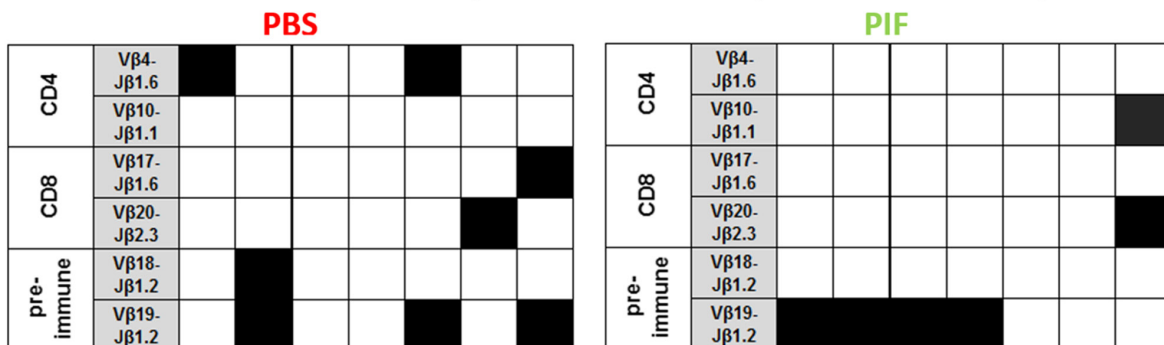 PBS
CD4
Vβ4-
Jβ1.6
Vβ10-
Jβ1.1
CD8
Vβ17-
Jβ1.6
Vβ20-
Jβ2.3
pre-
immune
Vβ18-
Jβ1.2
Vβ19-
Jβ1.2
PIF
CD4
Vβ4-
Jβ1.6
Vβ10-
Jβ1.1
CD8
Vβ17-
Jβ1.6
Vβ20-
Jβ2.3
pre-
immune
Vβ18-
Jβ1.2
Vβ19-
Jβ1.2